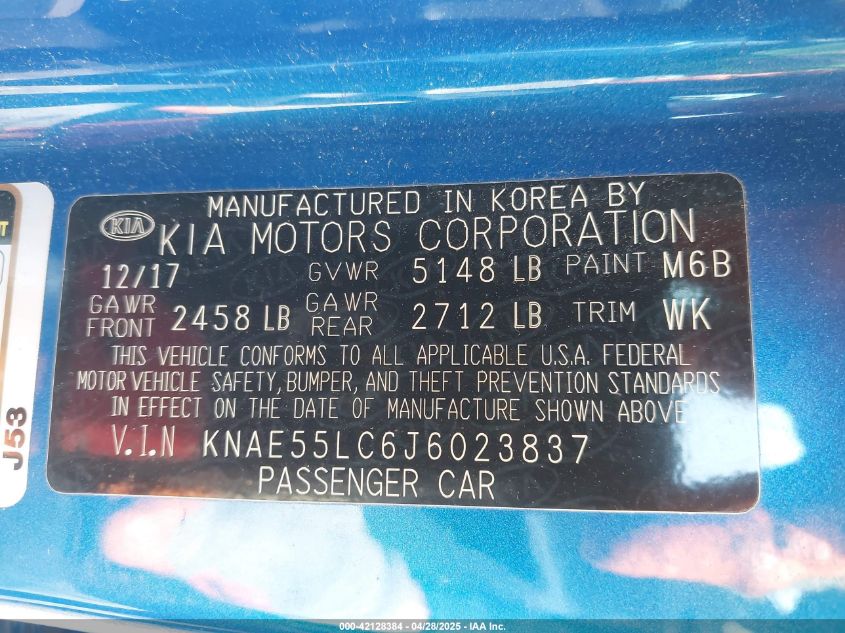 MANUFACTURED IN KOREA BY
KIA KIA MOTORS CORPORATION
12/17 GVWR 5148 LB PAINT M6B
GAWR FRONT 2458 LB GAWR REAR 2712 LB TRIM WK
THIS VEHICLE CONFORMS TO ALL APPLICABLE U.S.A. FEDERAL
MOTOR VEHICLE SAFETY, BUMPER, AND THEFT PREVENTION STANDARDS
IN EFFECT ON THE DATE OF MANUFACTURE SHOWN ABOVE
V.I.N KNAE55LC6J6023837
PASSENGER CAR
J53
000-42128384 - 04/28/2025 - IAA Inc.